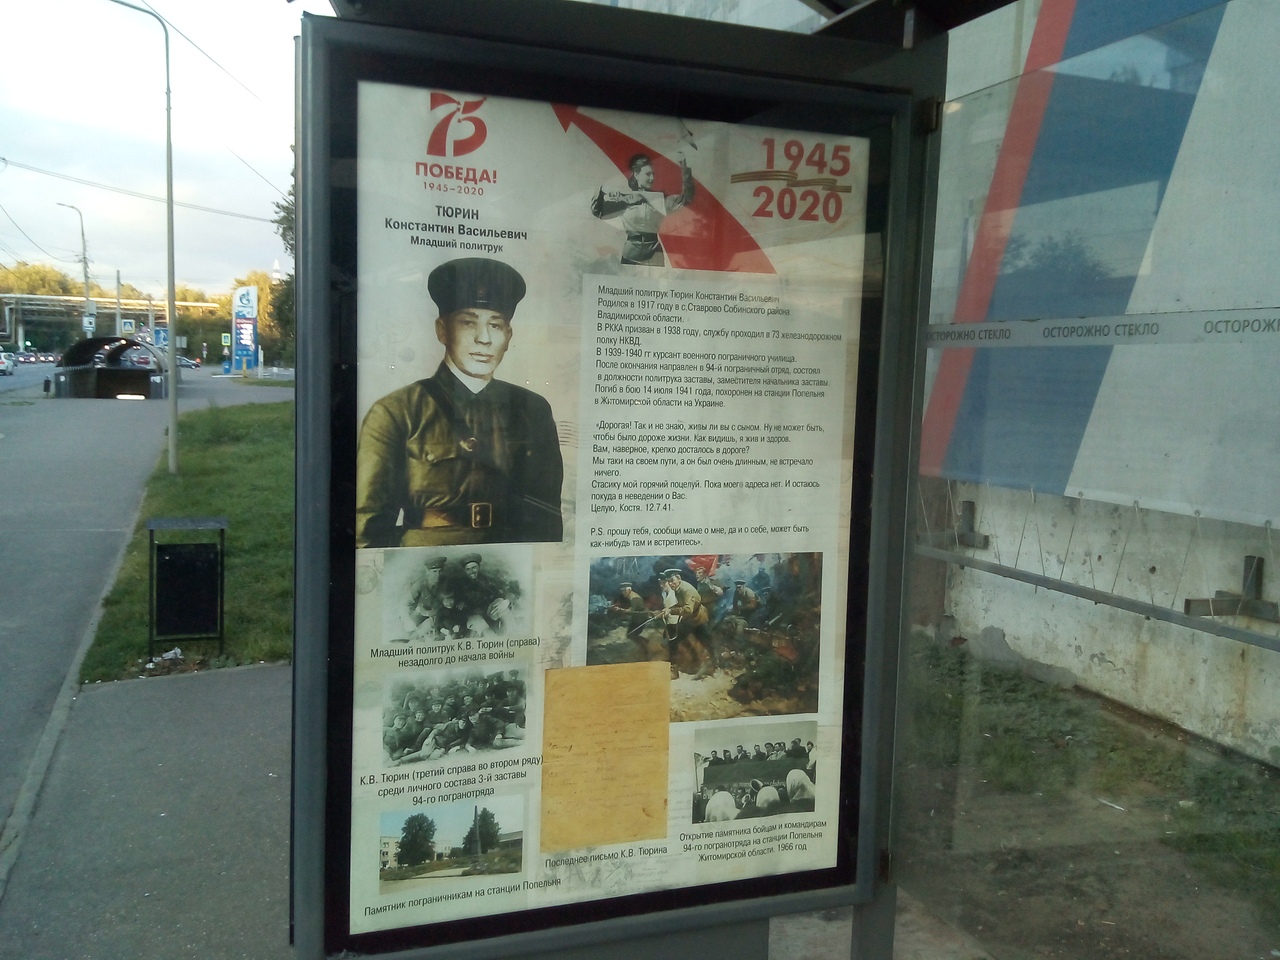 75
ПОБЕДА!
1945-2020
1945
2020
ТЮРИН
Константин Васильевич
Младший политрук
Младший политрук Тюрин Константин Васильевич
Родился в 1917 году в с.Ставрово Собинского района
Владимирской области.
В РККА призван в 1938 году, службу проходил в 73 железнодорожном
полку НКВД.
В 1939-1940 гг курсант военного пограничного училища.
После окончания направлен в 94-й пограничный отряд, состоял
в должности политрука заставы, заместителя начальника заставы.
Погиб в бою 14 июля 1941 года, похоронен на станции Попельня
в Житомирской области на Украине.
«Дорогая! Так и не знаю, живы ли вы с сыном. Ну не может быть,
чтобы было дороже жизни. Как видишь, я жив и здоров.
Вам, наверное, крепко досталось в дороге?
Мы таки на своем пути, а он был очень длинным, не встречало
ничего.
Стасику мой горячий поцелуй. Пока моего адреса нет. И остаюсь
покуда в неведении о Вас.
Целую, Костя. 12.7.41.
P.S. прошу тебя, сообщи маме о мне, да и о себе, может быть
как-нибудь там и встретитесь».
Младший политрук К.В. Тюрин (справа)
незадолго до начала войны
К.В. Тюрин (третий справа во втором ряду)
среди личного состава 3-й заставы
94-го погранотряда
Памятник пограничникам на станции Попельня
Последнее письмо К.В. Тюрина
Открытие памятника бойцам и командирам
94-го погранотряда на станции Попельня
Житомирской области. 1966 год
ОСТОРОЖНО СТЕКЛО ОСТОРОЖНО СТЕКЛО ОСТОРОЖН